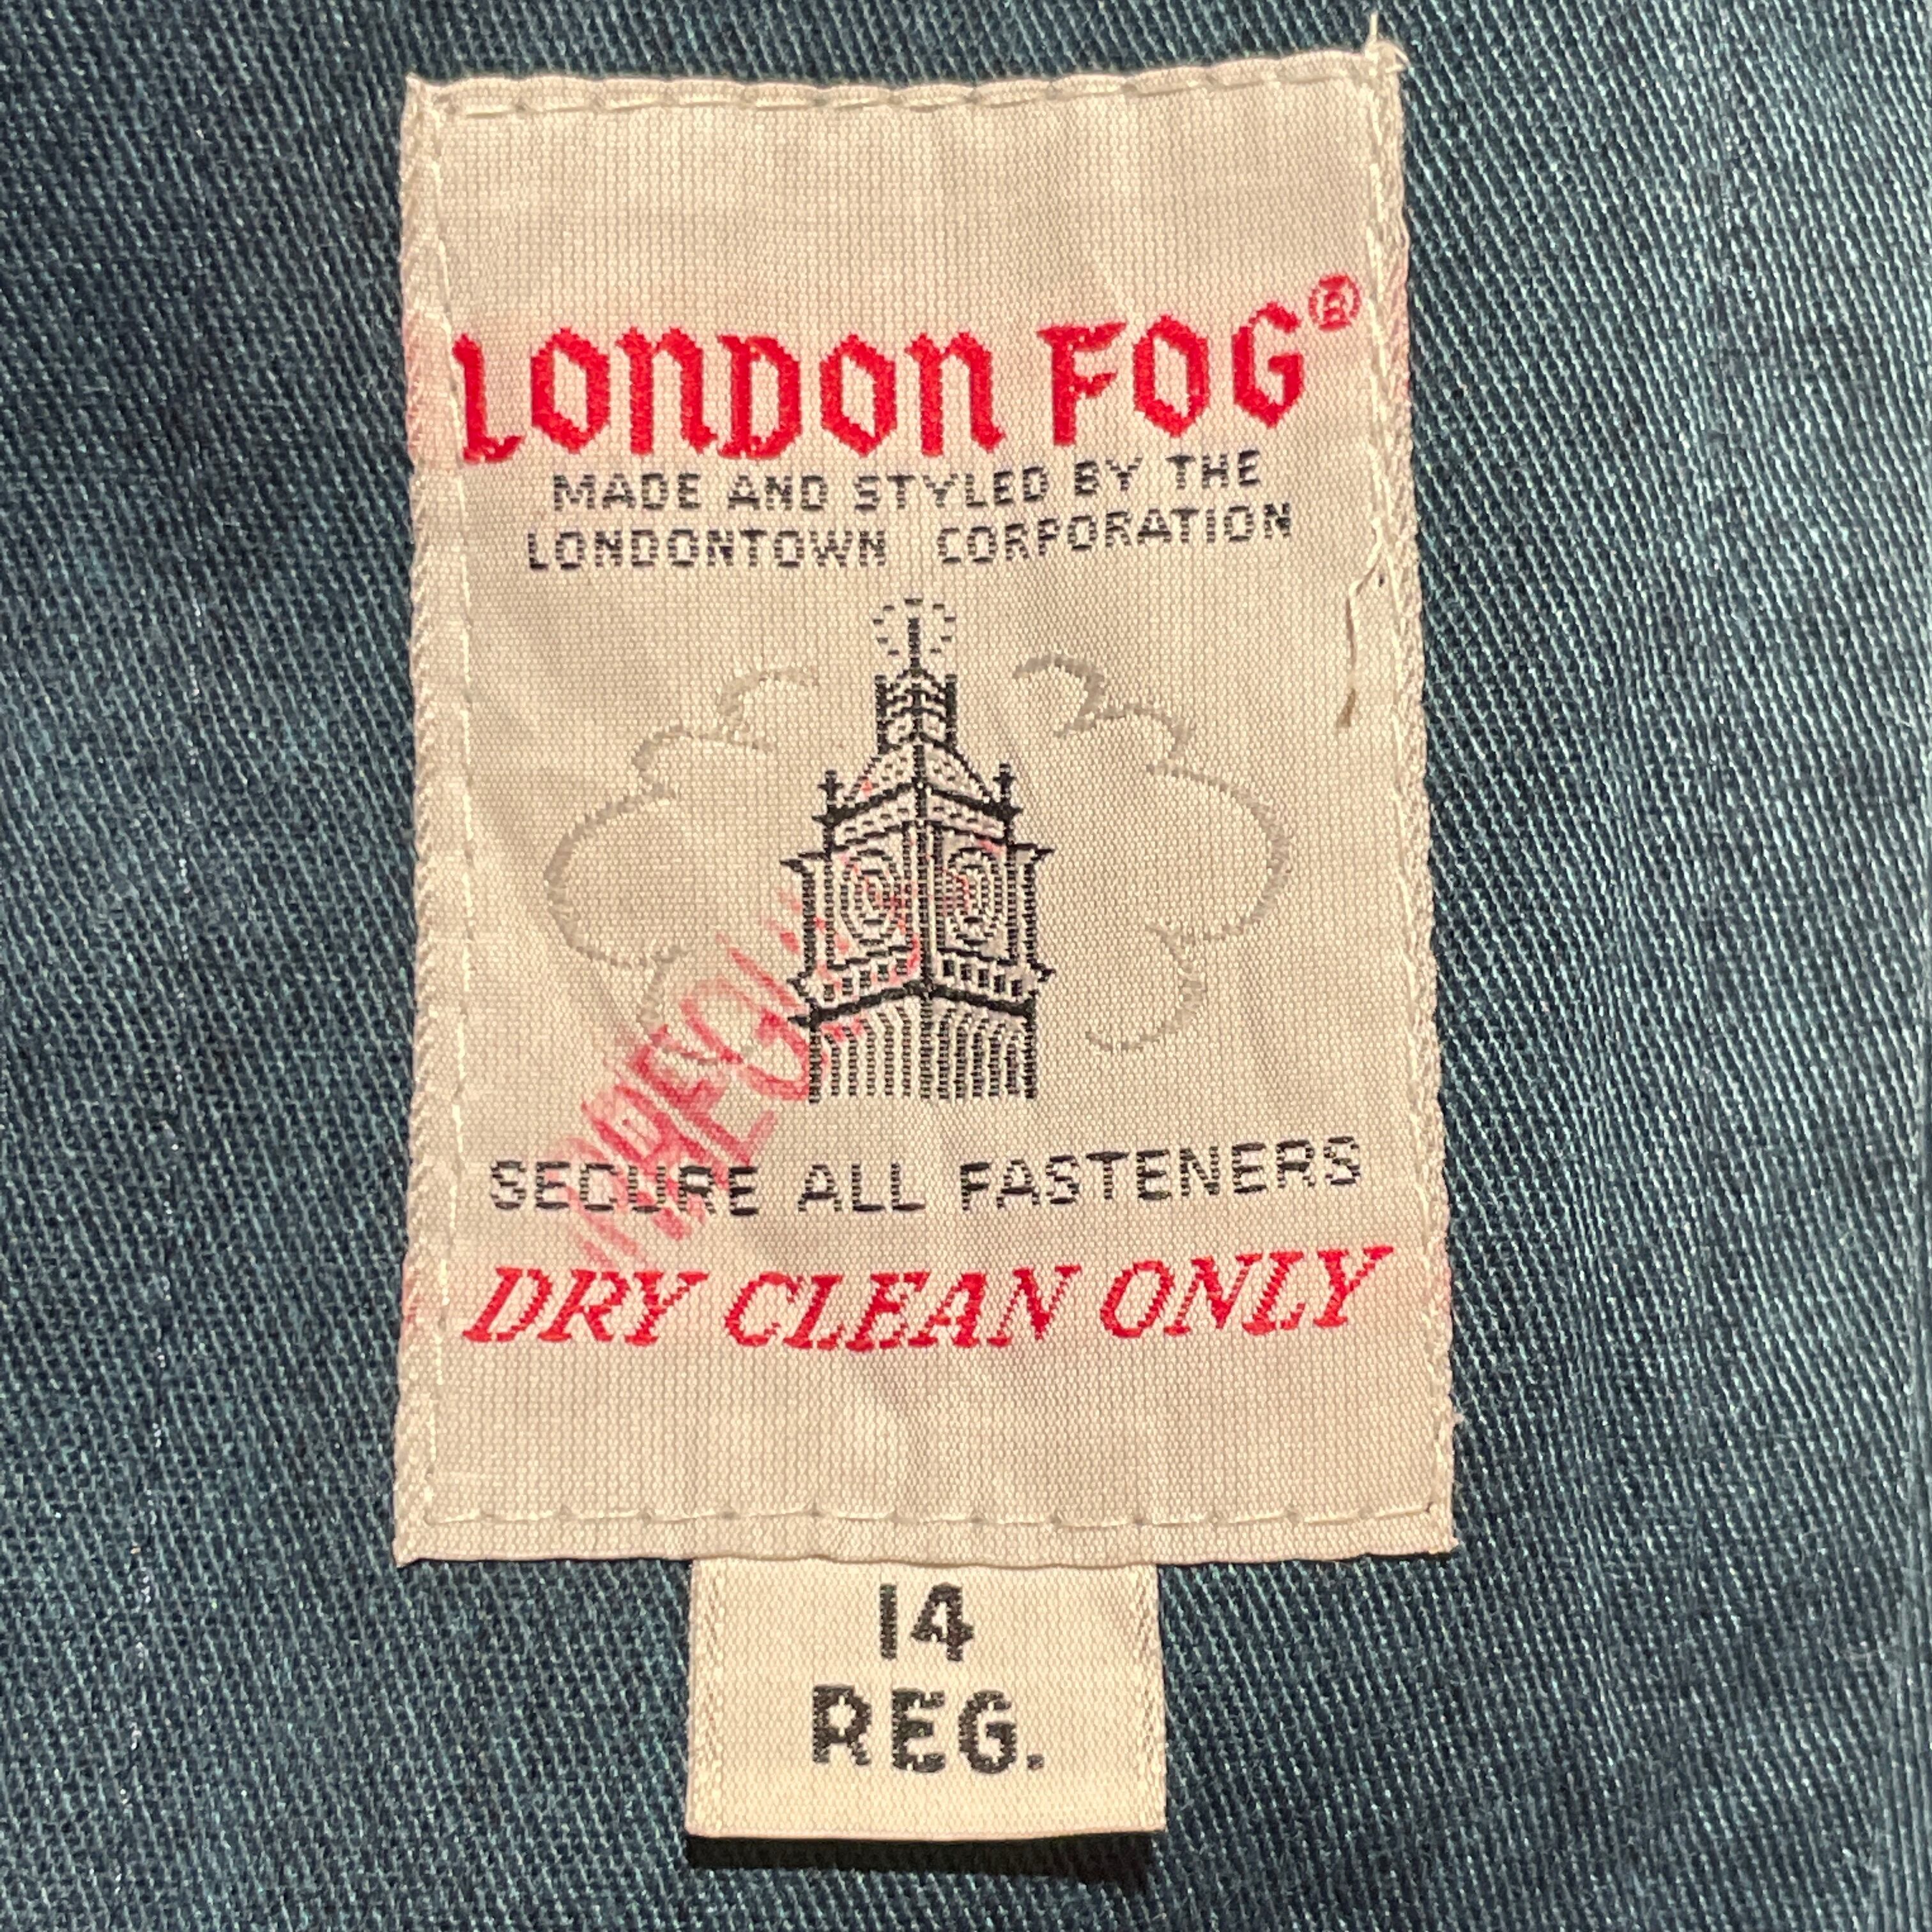 LONDON FOG®
MADE AND STYLED BY THE
LONDONTOWN CORPORATION
SECURE ALL FASTENERS
DRY CLEAN ONLY
14
REG.